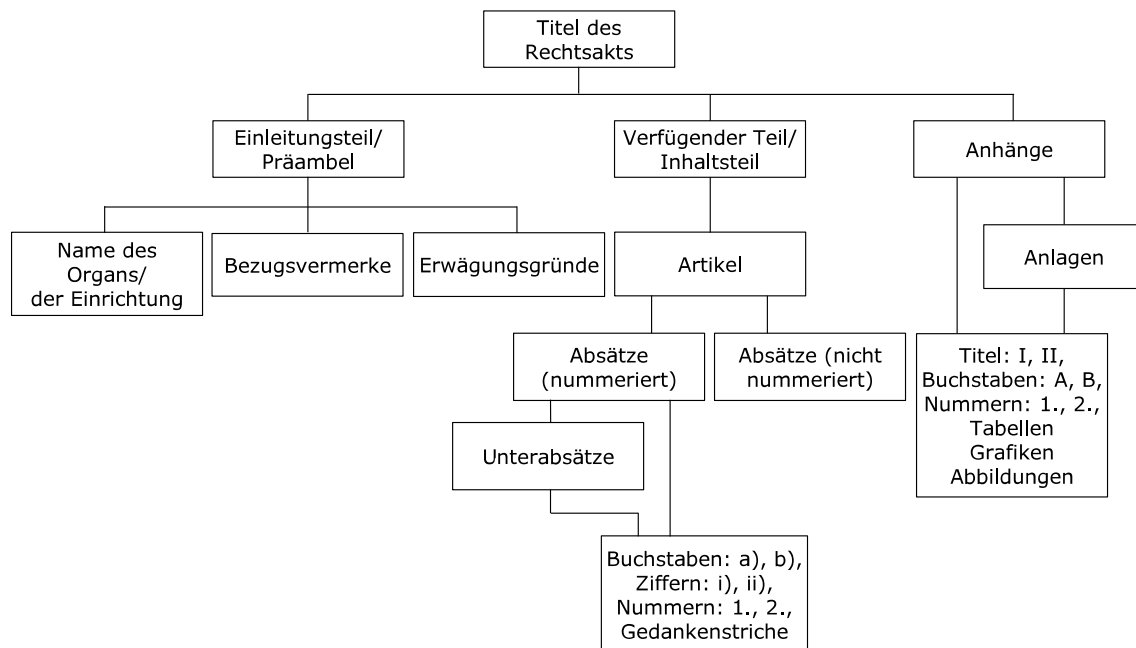 Titel des
Rechtsakts
Einleitungsteil/
Präambel
Verfügender Teil/
Inhaltsteil
Anhänge
Name des
Organs/
der Einrichtung
Bezugsvermerke
Erwägungsgründe
Artikel
Anlagen
Absätze
(nummeriert)
Absätze (nicht
nummeriert)
Titel: I, II,
Buchstaben: A, B,
Nummern: 1., 2.,
Tabellen
Grafiken
Abbildungen
Unterabsätze
Buchstaben: a), b),
Ziffern: i), ii),
Nummern: 1., 2.,
Gedankenstriche